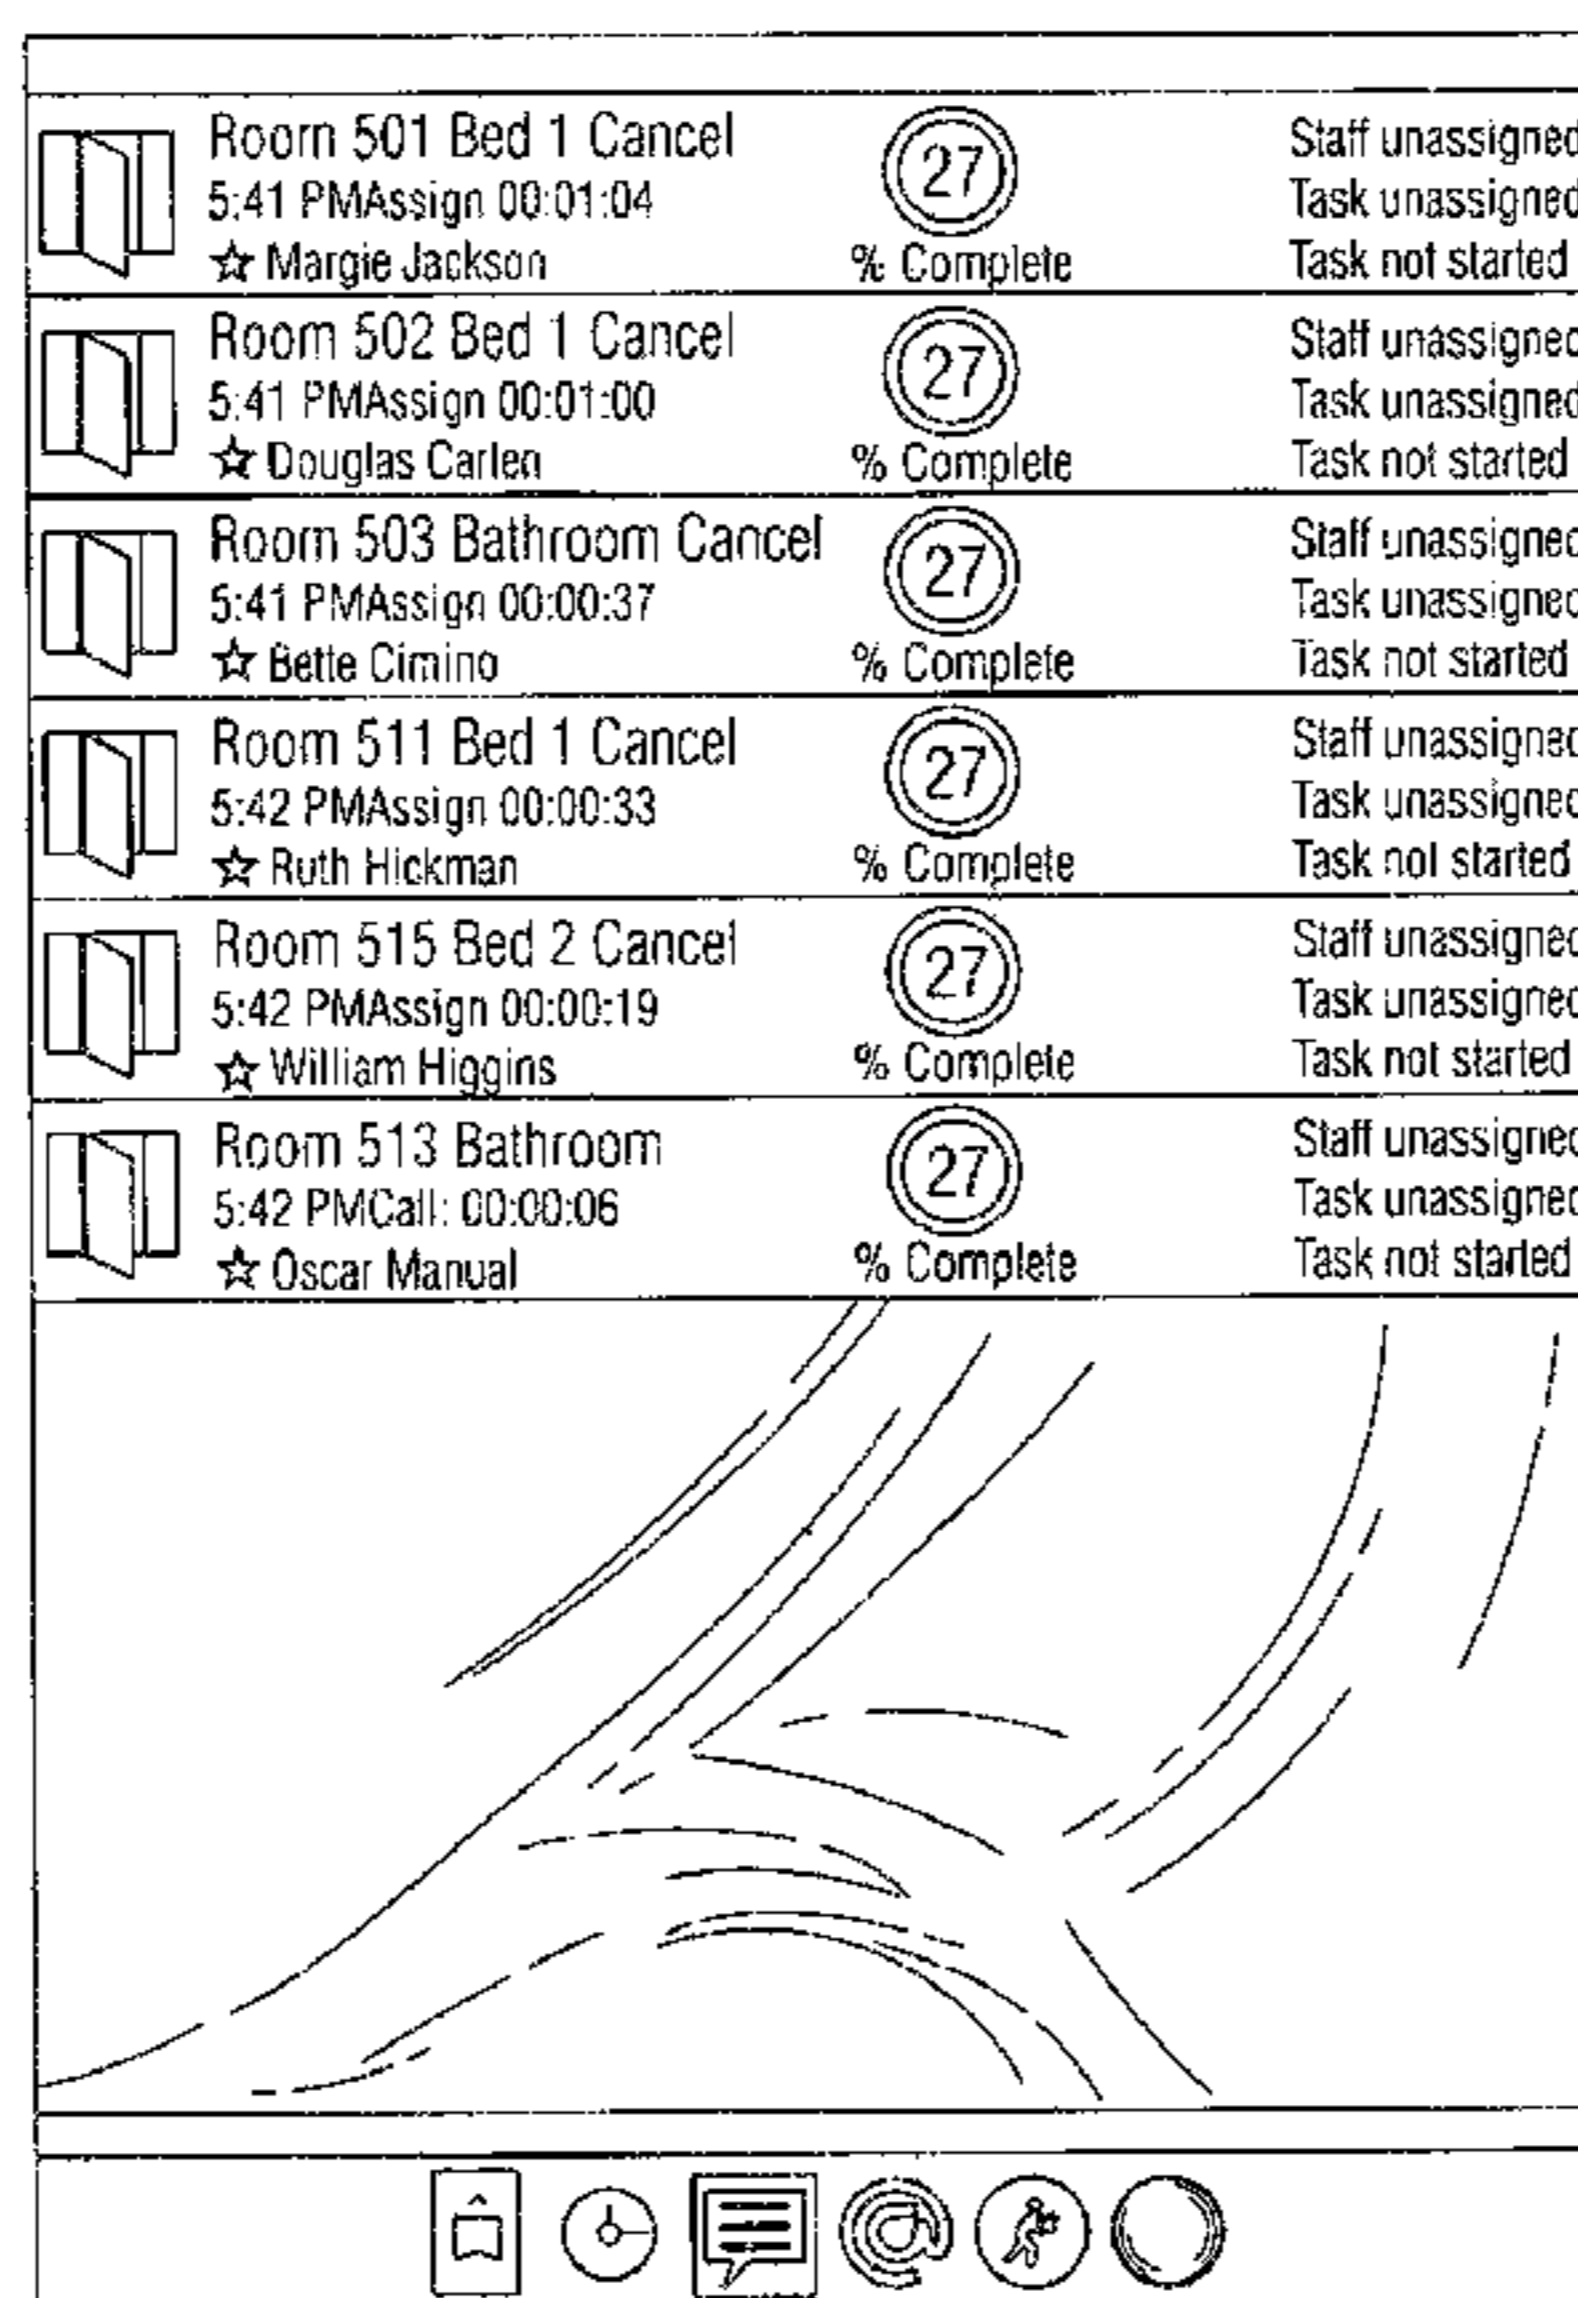 Room 501 Bed 1 Cancel
5:41 PMAssign 00:01:04
☆ Margie Jackson
27
% Complete
Staff unassigned
Task unassigned
Task not started
Room 502 Bed 1 Cancel
5:41 PMAssign 00:01:00
☆ Douglas Carlen
27
% Complete
Staff unassigned
Task unassigned
Task not started
Room 503 Bathroom Cancel
5:41 PMAssign 00:00:37
☆ Bette Cimino
27
% Complete
Staff unassigned
Task unassigned
Task not started
Room 511 Bed 1 Cancel
5:42 PMAssign 00:00:33
☆ Ruth Hickman
27
% Complete
Staff unassigned
Task unassigned
Task not started
Room 515 Bed 2 Cancel
5:42 PMAssign 00:00:19
☆ William Higgins
27
% Complete
Staff unassigned
Task unassigned
Task not started
Room 513 Bathroom
5:42 PMCall: 00:00:06
☆ Oscar Manual
27
% Complete
Staff unassigned
Task unassigned
Task not started